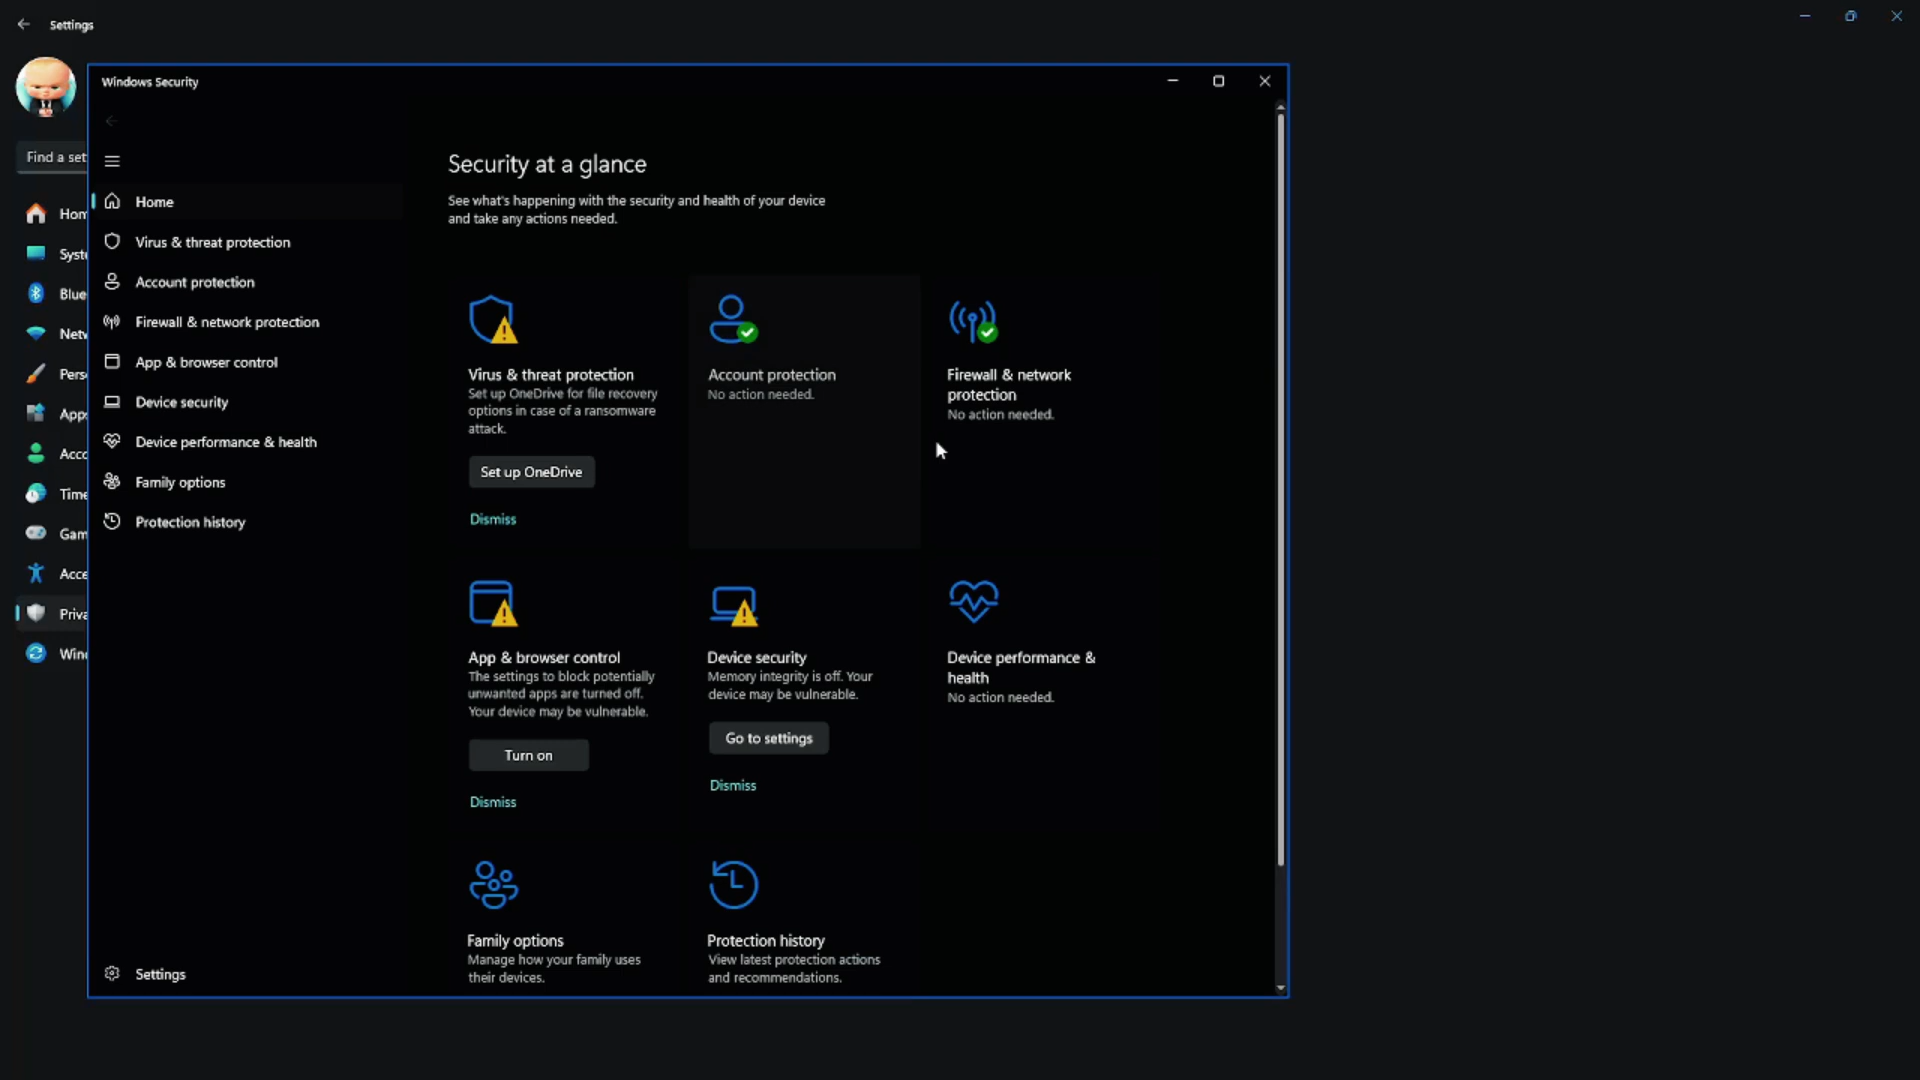 Settings
Windows Security
Find a set
Hom
Syst
Blue
Netw
Pers
Apps
Acco
Time
Gam
Acce
Priva
Wind
Home
Virus & threat protection
Account protection
Firewall & network protection
App & browser control
Device security
Device performance & health
Family options
Protection history
Settings
Security at a glance
See what's happening with the security and health of your device
and take any actions needed.
Virus & threat protection
Set up OneDrive for file recovery
options in case of a ransomware
attack.
Set up OneDrive
Dismiss
Account protection
No action needed.
Firewall & network
protection
No action needed.
App & browser control
The settings to block potentially
unwanted apps are turned off.
Your device may be vulnerable.
Turn on
Dismiss
Device security
Memory integrity is off. Your
device may be vulnerable.
Go to settings
Dismiss
Device performance &
health
No action needed.
Family options
Manage how your family uses
their devices.
Protection history
View latest protection actions
and recommendations.